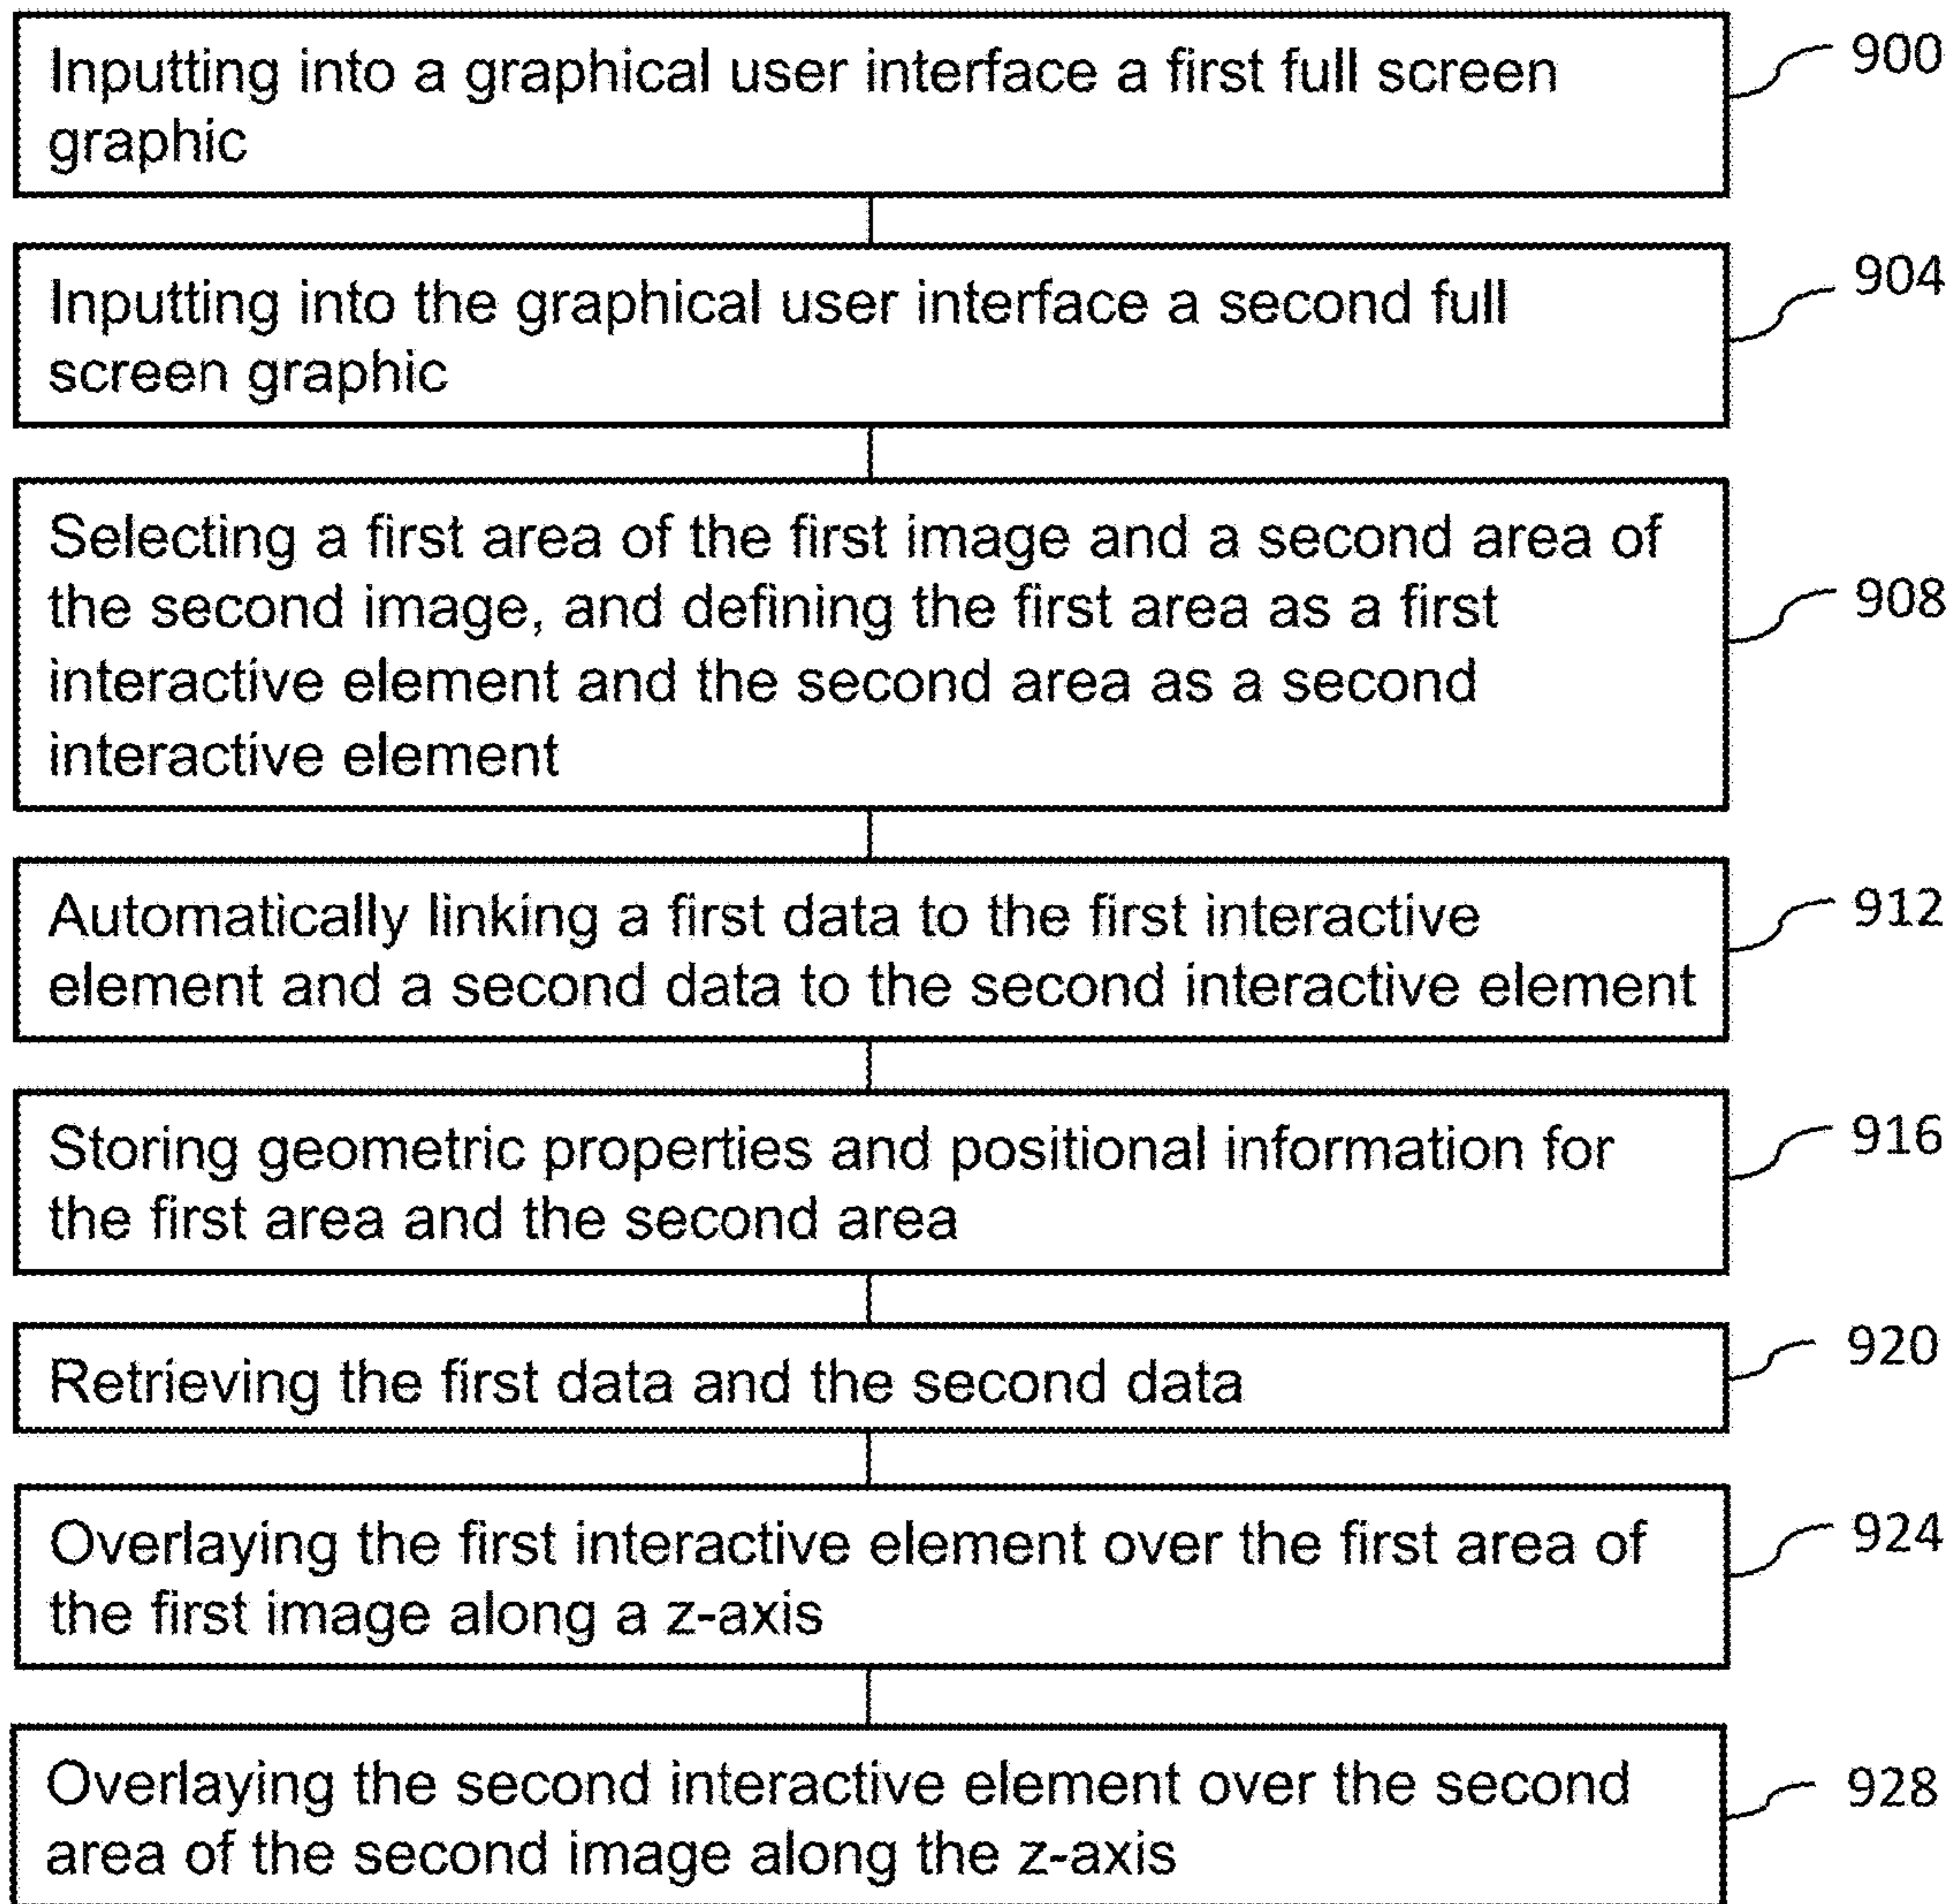 Inputting into a graphical user interface a first full screen
graphic
900
Inputting into the graphical user interface a second full
screen graphic
904
Selecting a first area of the first image and a second area of
the second image, and defining the first area as a first
interactive element and the second area as a second
interactive element
908
Automatically linking a first data to the first interactive
element and a second data to the second interactive element
912
Storing geometric properties and positional information for
the first area and the second area
916
Retrieving the first data and the second data
920
Overlaying the first interactive element over the first area of
the first image along a z-axis
924
Overlaying the second interactive element over the second
area of the second image along the z-axis
928